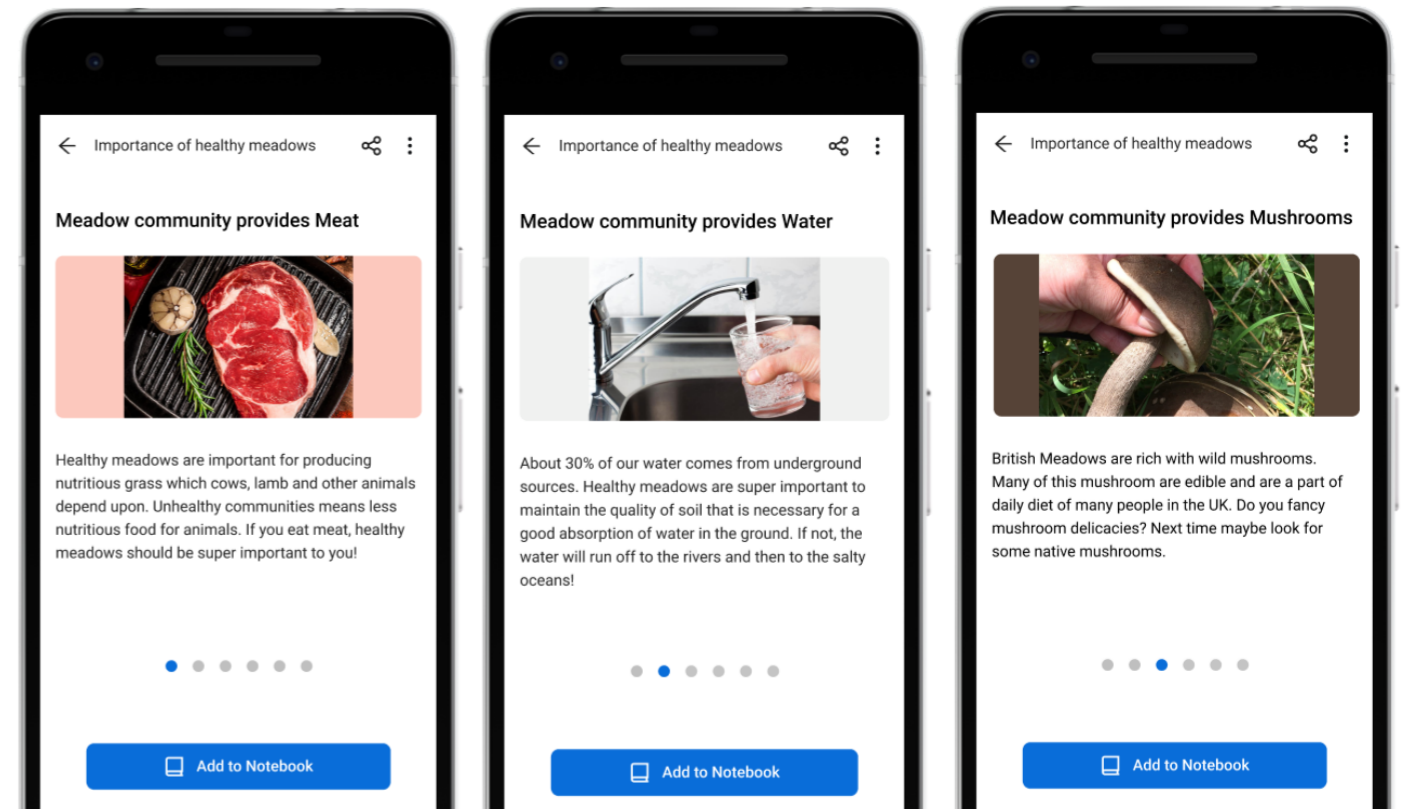 Importance of healthy meadows
Meadow community provides Meat
Healthy meadows are important for producing
nutritious grass which cows, lamb and other animals
depend upon. Unhealthy communities means less
nutritious food for animals. If you eat meat, healthy
meadows should be super important to you!
Add to Notebook
Importance of healthy meadows
Meadow community provides Water
About 30% of our water comes from underground
sources. Healthy meadows are super important to
maintain the quality of soil that is necessary for a
good absorption of water in the ground. If not, the
water will run off to the rivers and then to the salty
oceans!
Add to Notebook
Importance of healthy meadows
Meadow community provides Mushrooms
British Meadows are rich with wild mushrooms.
Many of this mushroom are edible and are a part of
daily diet of many people in the UK. Do you fancy
mushroom delicacies? Next time maybe look for
some native mushrooms.
Add to Notebook